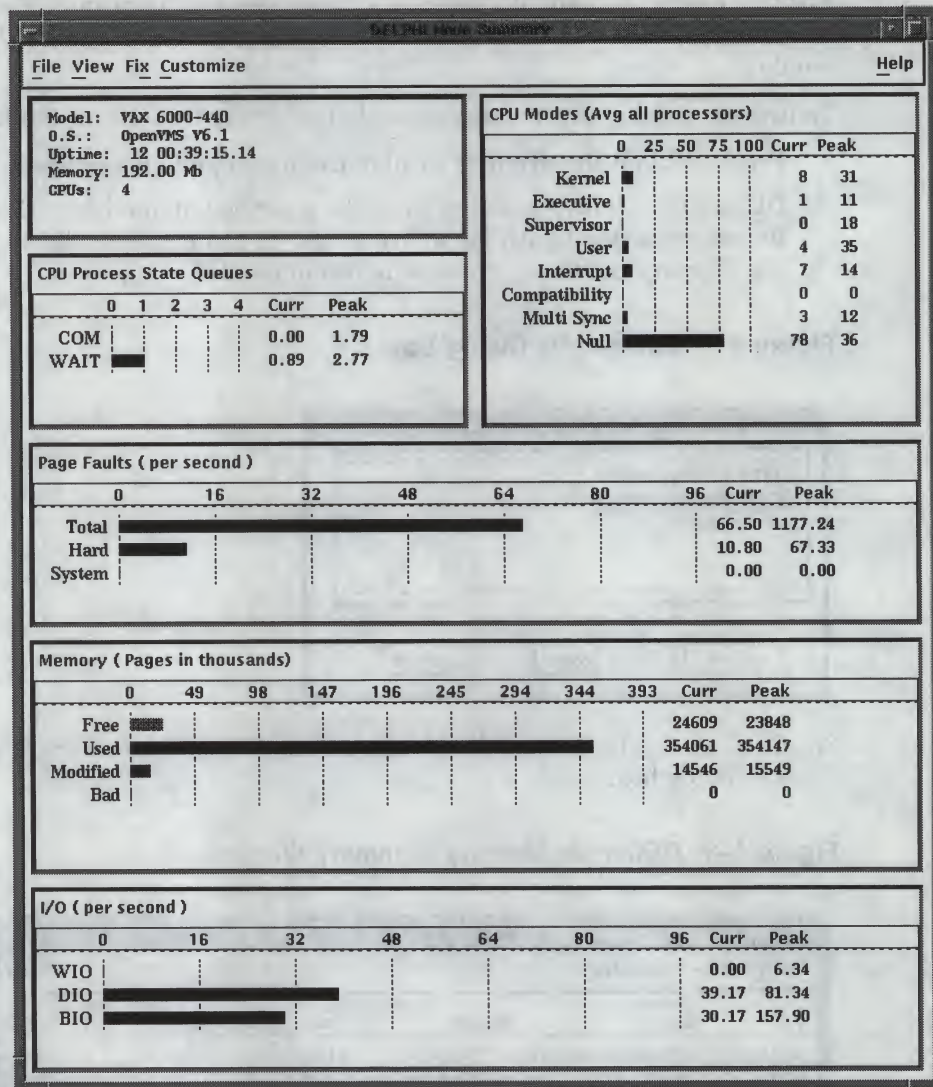 DELPHI Node Summary
File View Fix Customize Help
Model: VAX 6000-440
O.S.: OpenVMS V6.1
Uptime: 12 00:39:15.14
Memory: 192.00 Mb
CPUs: 4
CPU Modes (Avg all processors)
0 25 50 75 100 Curr Peak
Kernel 8 31
Executive 1 11
Supervisor 0 18
User 4 35
Interrupt 7 14
Compatibility 0 0
Multi Sync 3 12
Null 78 36
CPU Process State Queues
0 1 2 3 4 Curr Peak
COM 0.00 1.79
WAIT 0.89 2.77
Page Faults ( per second )
0 16 32 48 64 80 96 Curr Peak
Total 66.50 1177.24
Hard 10.80 67.33
System 0.00 0.00
Memory ( Pages in thousands)
0 49 98 147 196 245 294 344 393 Curr Peak
Free 24609 23848
Used 354061 354147
Modified 14546 15549
Bad 0 0
I/O ( per second )
0 16 32 48 64 80 96 Curr Peak
WIO 0.00 6.34
DIO 39.17 81.34
BIO 30.17 157.90